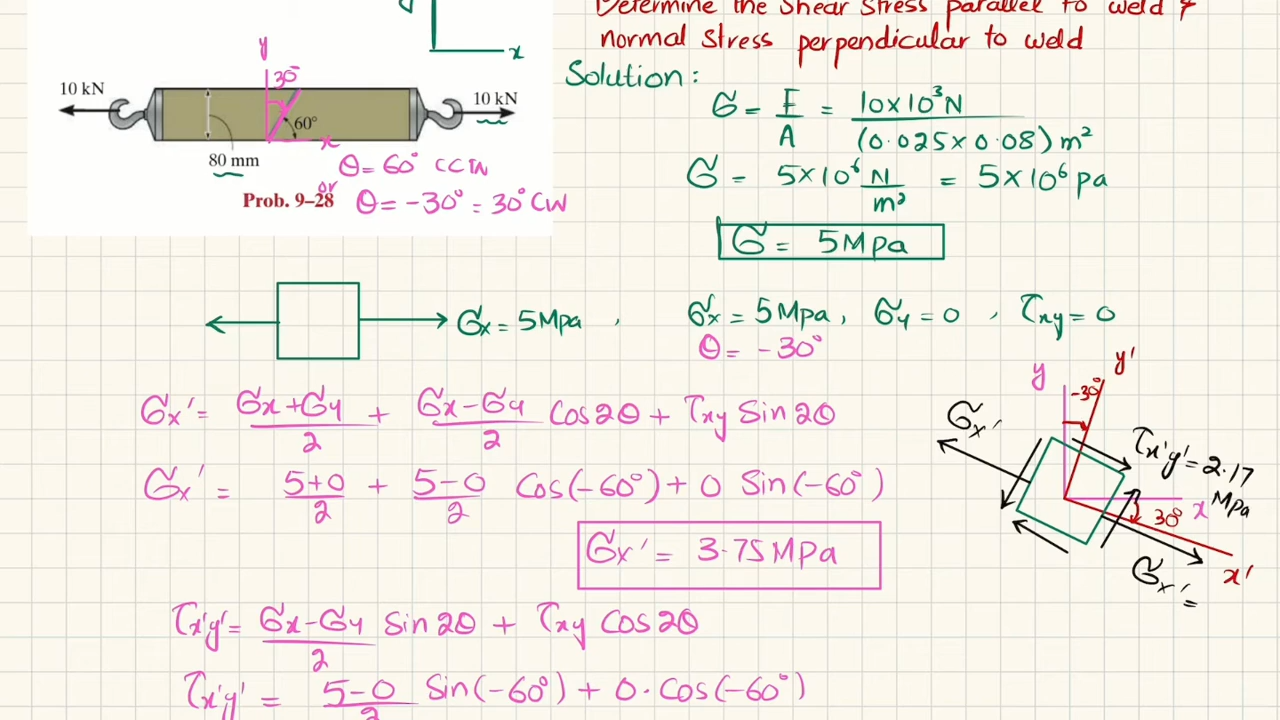 Determine the Shear Stress parallel to weld &
normal stress perpendicular to weld
x
Solution:
y
30°
10 kN
10 kN
60°
x
80 mm
θ = 60° CCW
or
Prob. 9–28
θ = -30° = 30° CW
σ = F/A = 10×10³N / (0.025×0.08) m²
σ = 5×10⁶ N/m² = 5×10⁶ pa
σ = 5Mpa
σx = 5Mpa ,
σx = 5Mpa, σy = 0 , τxy = 0
θ = -30°
σx' = σx+σy/2 + σx-σy/2 Cos2θ + τxy Sin2θ
σx' = 5+0/2 + 5-0/2 Cos(-60°) + 0 Sin(-60°)
σx' = 3.75MPa
τx'y' = σx-σy/2 Sin2θ + τxy Cos2θ
τx'y' = 5-0/2 Sin(-60°) + 0.Cos(-60°)
y
y'
-30°
σx'
τx'y' = 2.17
Mpa
x
30°
x'
σx' =